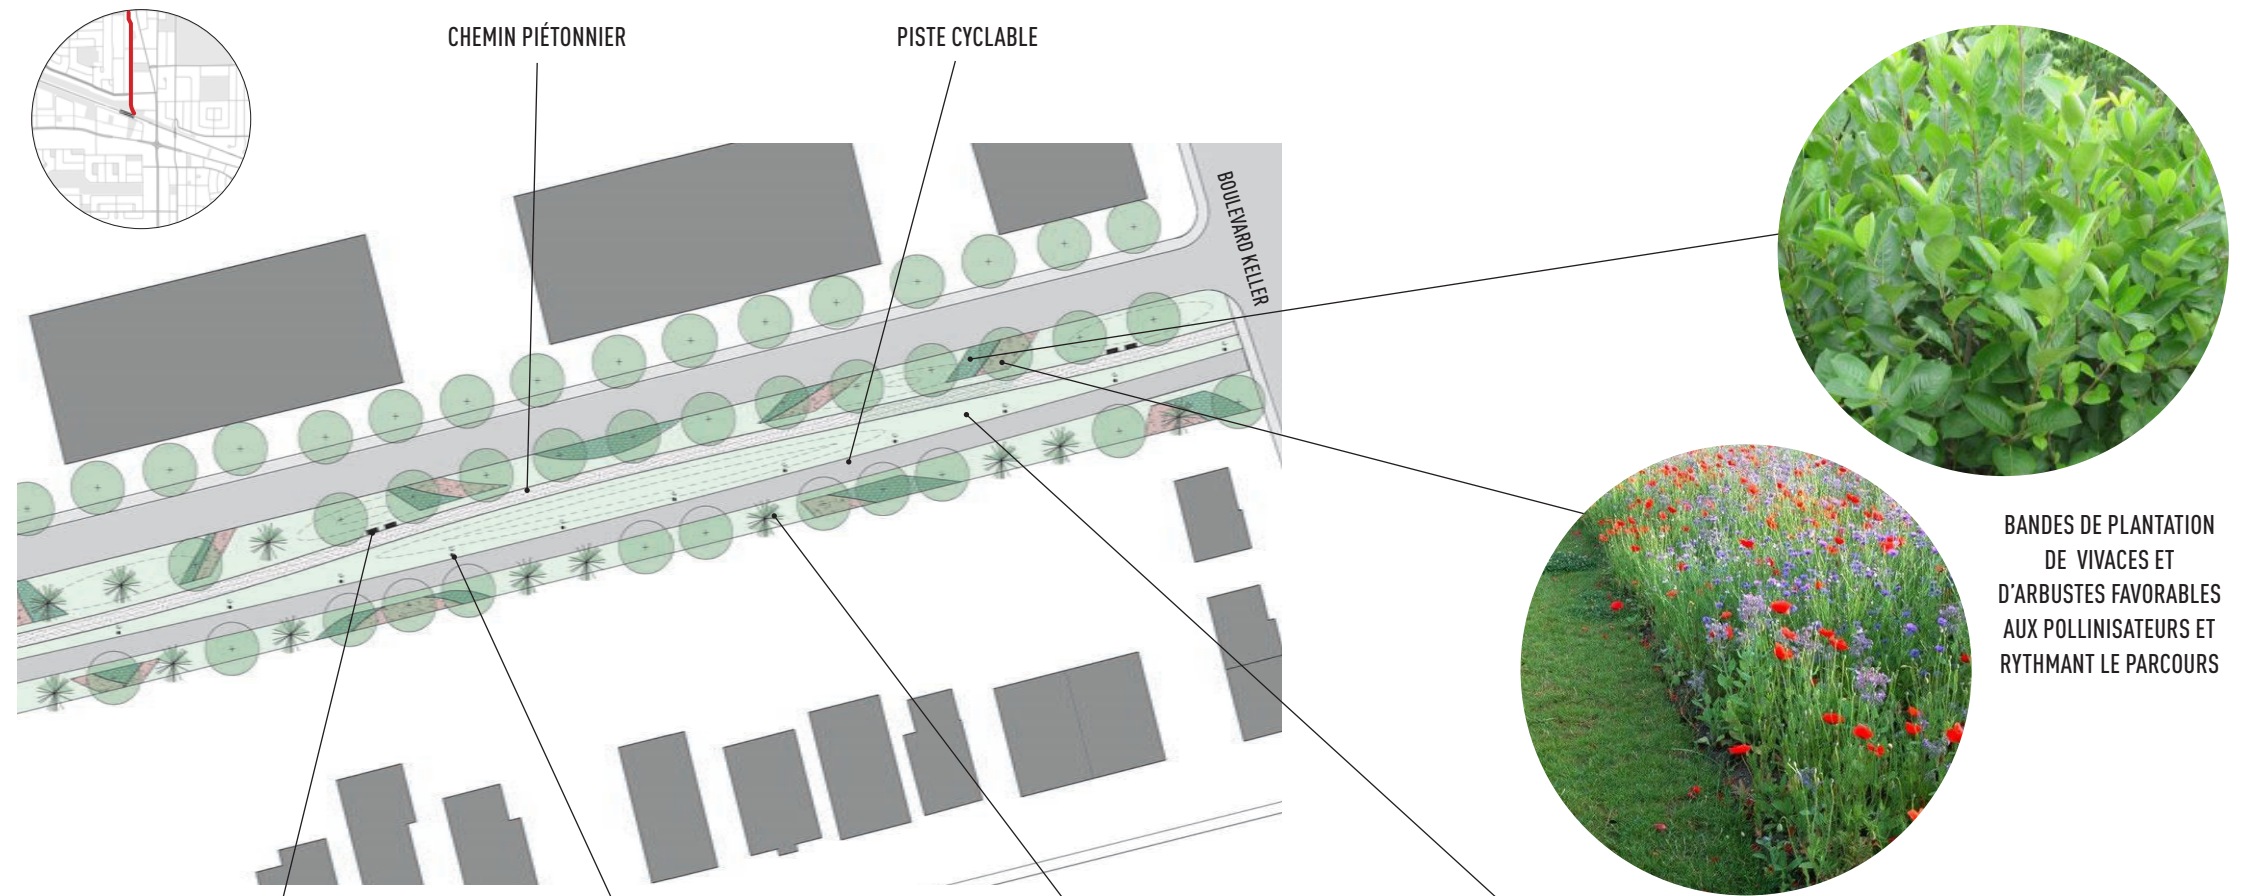 CHEMIN PIÉTONNIER
PISTE CYCLABLE
BOULEVARD KELLER
BANDES DE PLANTATION
DE VIVACES ET
D'ARBUSTES FAVORABLES
AUX POLLINISATEURS ET
RYTHMANT LE PARCOURS